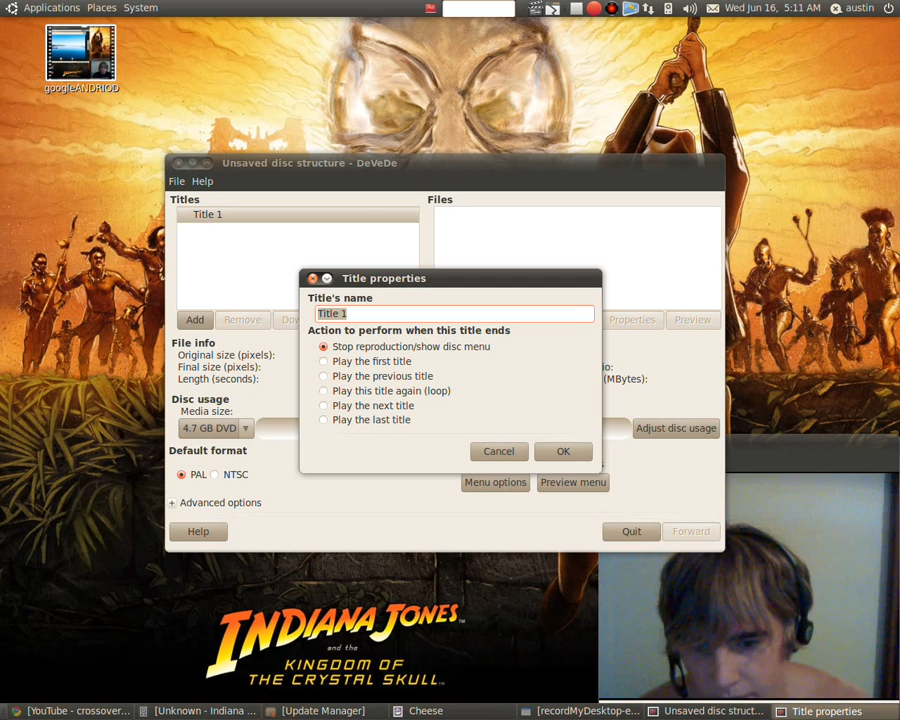 Applications Places System
Wed Jun 16, 5:11 AM
austin
googleANDRIOD
Unsaved disc structure - DeVeDe
File Help
Titles
Files
Title 1
Add
Remove
Properties
Preview
Title properties
Title's name
Title 1
Action to perform when this title ends
Stop reproduction/show disc menu
Play the first title
Play the previous title
Play this title again (loop)
Play the next title
Play the last title
Cancel
OK
File info
Original size (pixels):
Final size (pixels):
Length (seconds):
(MBytes):
Disc usage
Media size:
4.7 GB DVD
Adjust disc usage
Default format
PAL NTSC
Menu options
Preview menu
Advanced options
Help
Quit
Forward
INDIANA JONES
and the
KINGDOM OF
THE CRYSTAL SKULL
[YouTube - crossover...
[Unknown - Indiana ...
[Update Manager]
Cheese
[recordMyDesktop-e...
Unsaved disc struct...
Title properties